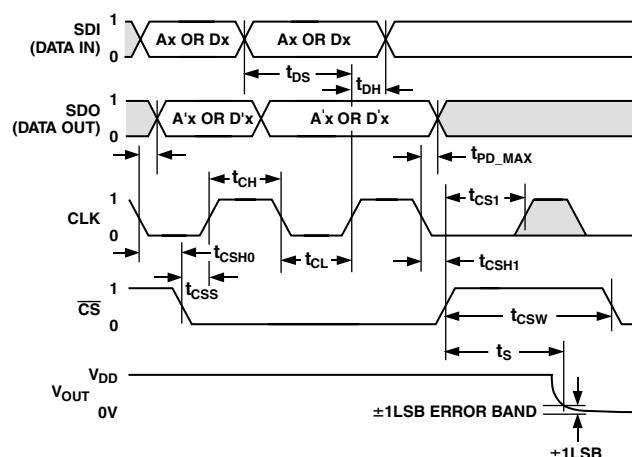 SDI
(DATA IN)
1
0
Ax OR Dx
Ax OR Dx
tDS
tDH
SDO
(DATA OUT)
1
0
A'x OR D'x
A'x OR D'x
tPD_MAX
tCH
tCS1
CLK
1
0
tCSH0
tCL
tCSH1
tCSS
CS
1
0
tCSW
tS
VDD
VOUT
0V
±1LSB ERROR BAND
±1LSB